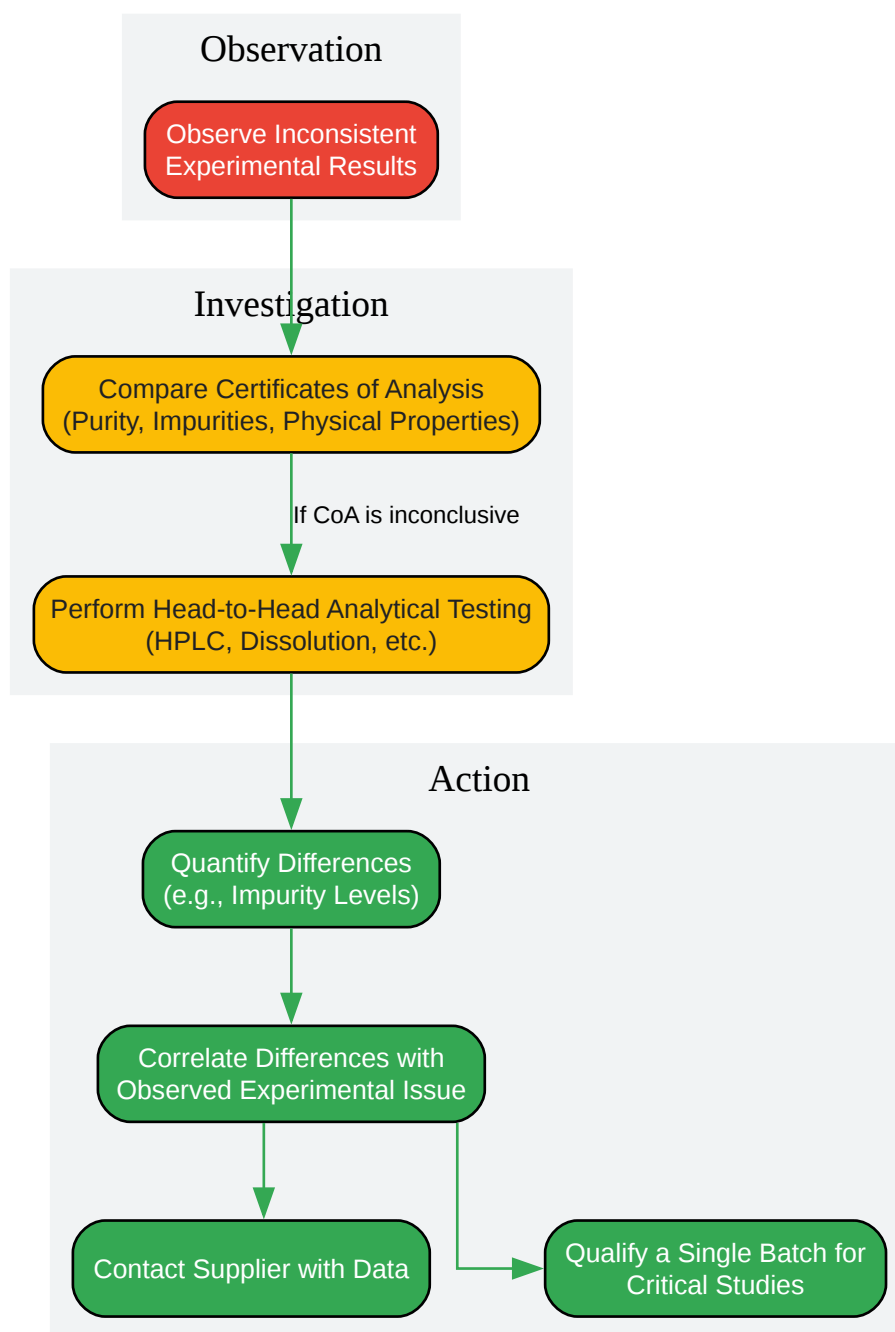 Observation
Observe Inconsistent
Experimental Results
Investigation
Compare Certificates of Analysis
(Purity, Impurities, Physical Properties)
If CoA is inconclusive
Perform Head-to-Head Analytical Testing
(HPLC, Dissolution, etc.)
Action
Quantify Differences
(e.g., Impurity Levels)
Correlate Differences with
Observed Experimental Issue
Contact Supplier with Data
Qualify a Single Batch for
Critical Studies